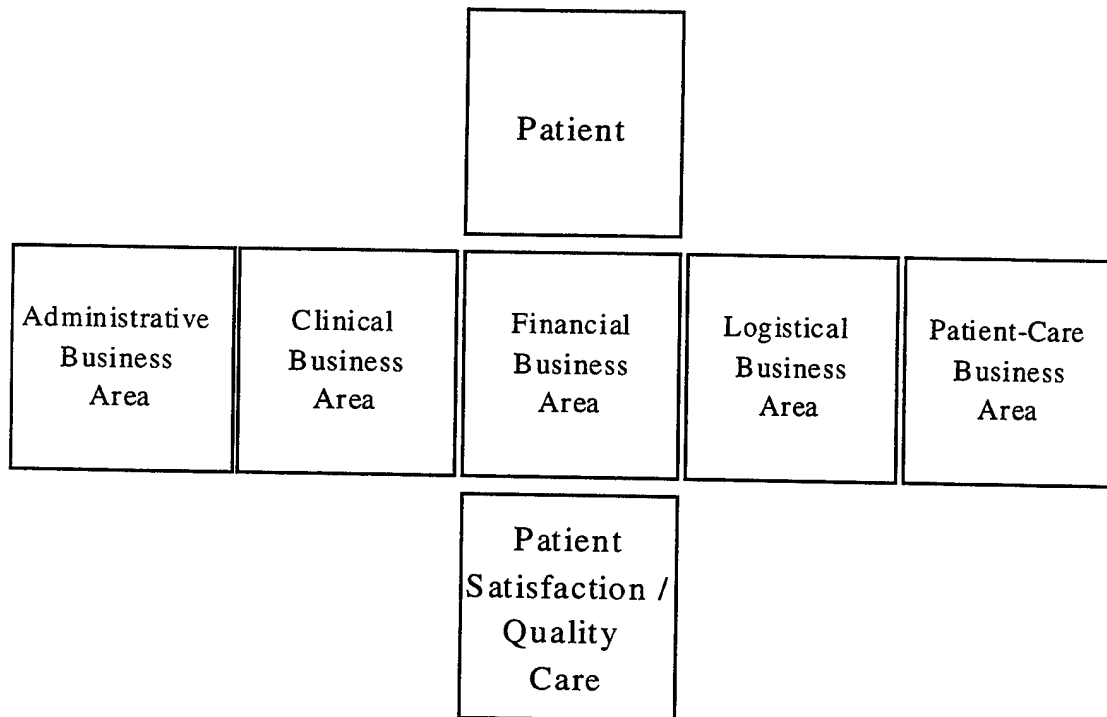 Patient
Administrative
Business
Area
Clinical
Business
Area
Financial
Business
Area
Logistical
Business
Area
Patient-Care
Business
Area
Patient
Satisfaction /
Quality
Care